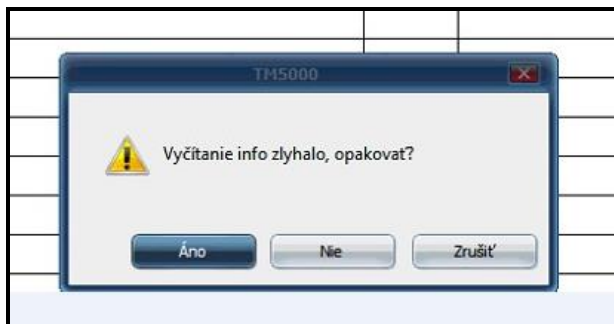 TM5000
Vyčítanie info zlyhalo, opakovať?
Áno
Nie
Zrušiť